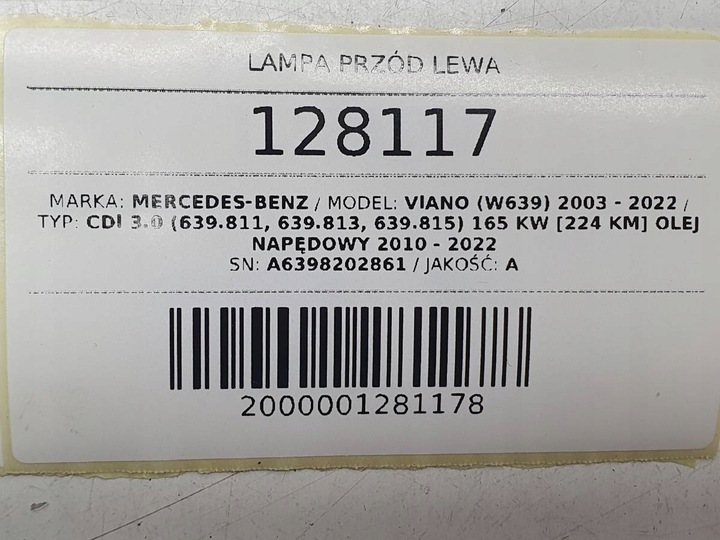 LAMPA PRZÓD LEWA
128117
MARKA: MERCEDES-BENZ / MODEL: VIANO (W639) 2003 - 2022 /
TYP: CDI 3.0 (639.811, 639.813, 639.815) 165 KW [224 KM] OLEJ
NAPĘDOWY 2010 - 2022
SN: A6398202861 / JAKOŚĆ: A
2000001281178